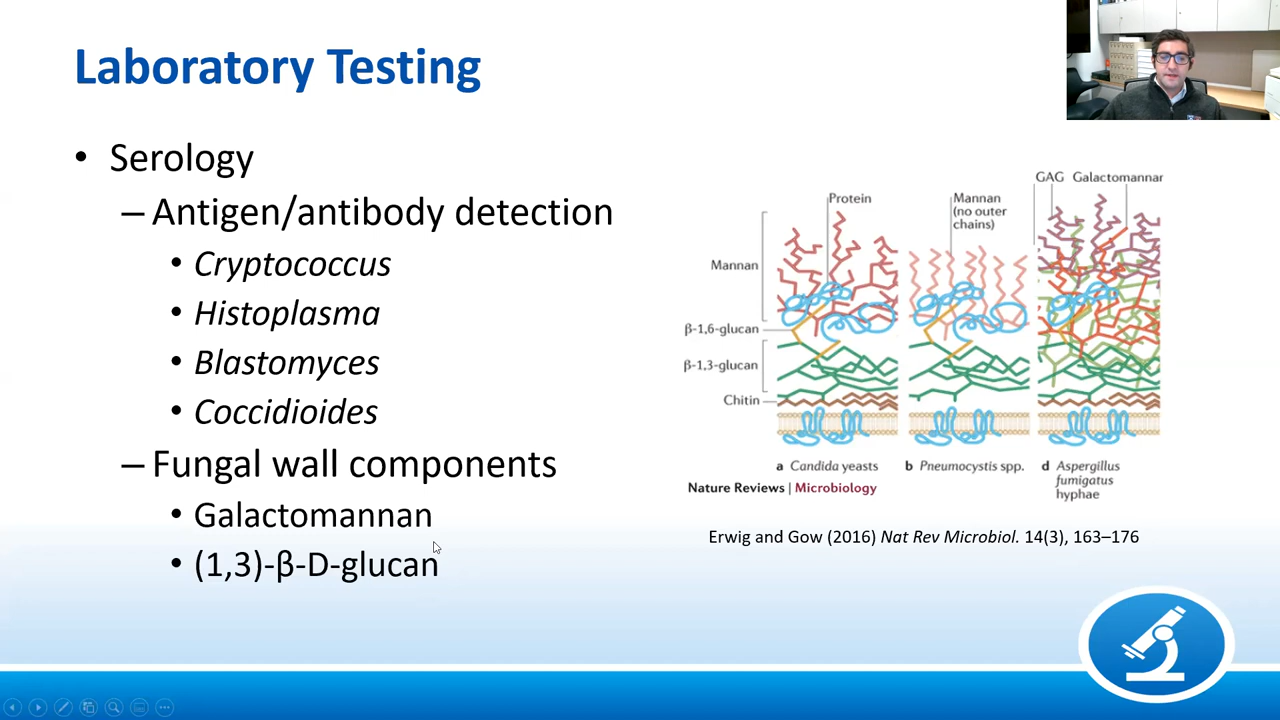 Laboratory Testing
• Serology
– Antigen/antibody detection
• Cryptococcus
• Histoplasma
• Blastomyces
• Coccidioides
– Fungal wall components
• Galactomannan
• (1,3)-β-D-glucan
GAG Galactomannan
Protein
Mannan
(no outer
chains)
Mannan
β-1,6-glucan
β-1,3-glucan
Chitin
a Candida yeasts
b Pneumocystis spp.
d Aspergillus
fumigatus
hyphae
Nature Reviews | Microbiology
Erwig and Gow (2016) Nat Rev Microbiol. 14(3), 163–176